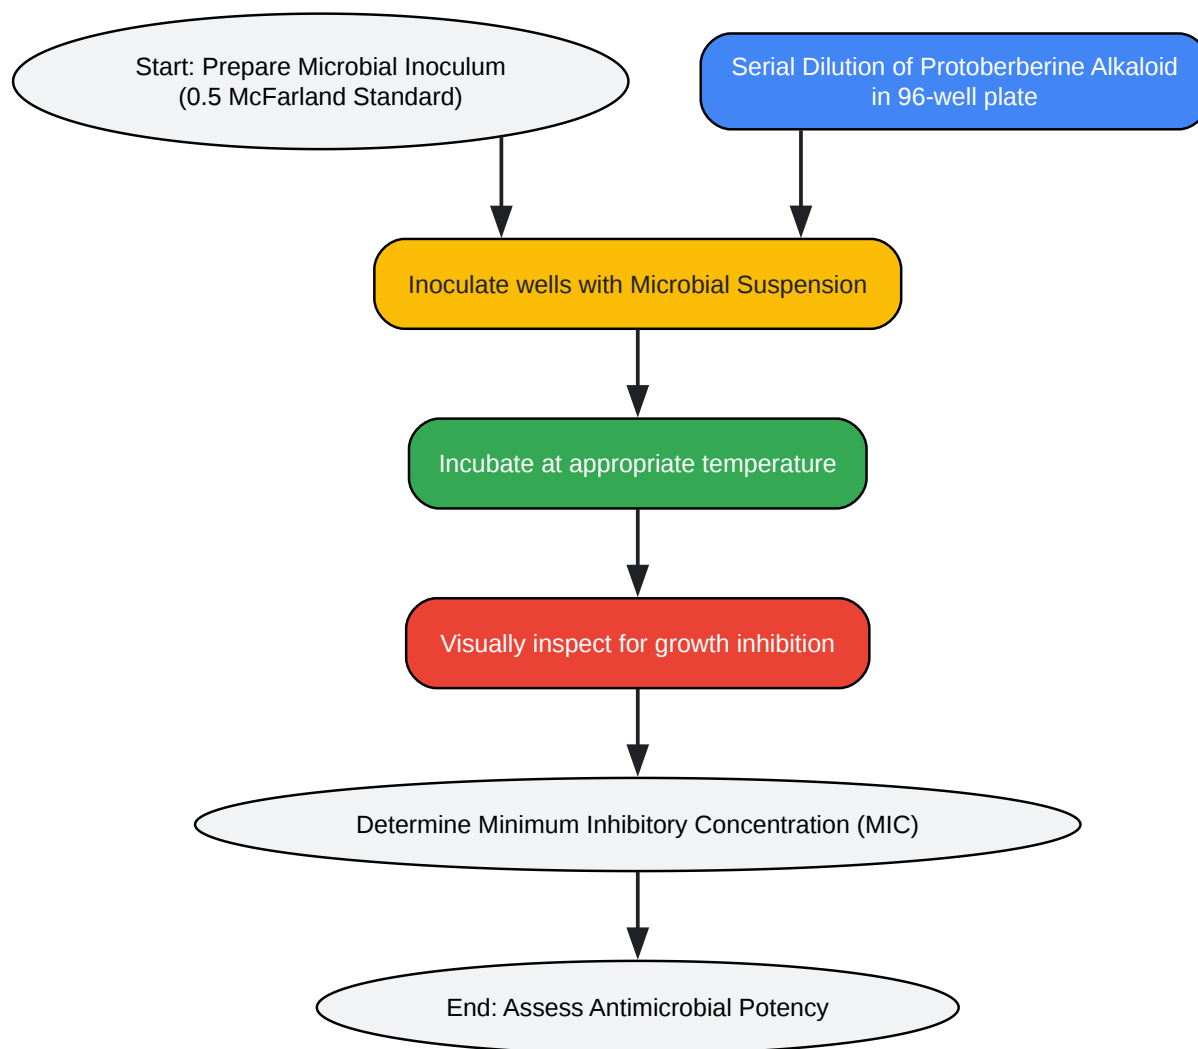 Start: Prepare Microbial Inoculum
(0.5 McFarland Standard)
Serial Dilution of Protoberberine Alkaloid
in 96-well plate
Inoculate wells with Microbial Suspension
Incubate at appropriate temperature
Visually inspect for growth inhibition
Determine Minimum Inhibitory Concentration (MIC)
End: Assess Antimicrobial Potency